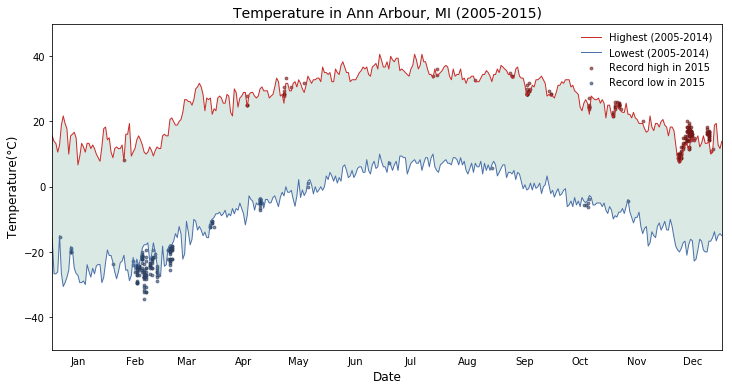 Temperature in Ann Arbour, MI (2005-2015)
Highest (2005-2014)
Lowest (2005-2014)
Record high in 2015
Record low in 2015
Temperature(°C)
40
20
0
−20
−40
Jan Feb Mar Apr May Jun Jul Aug Sep Oct Nov Dec
Date